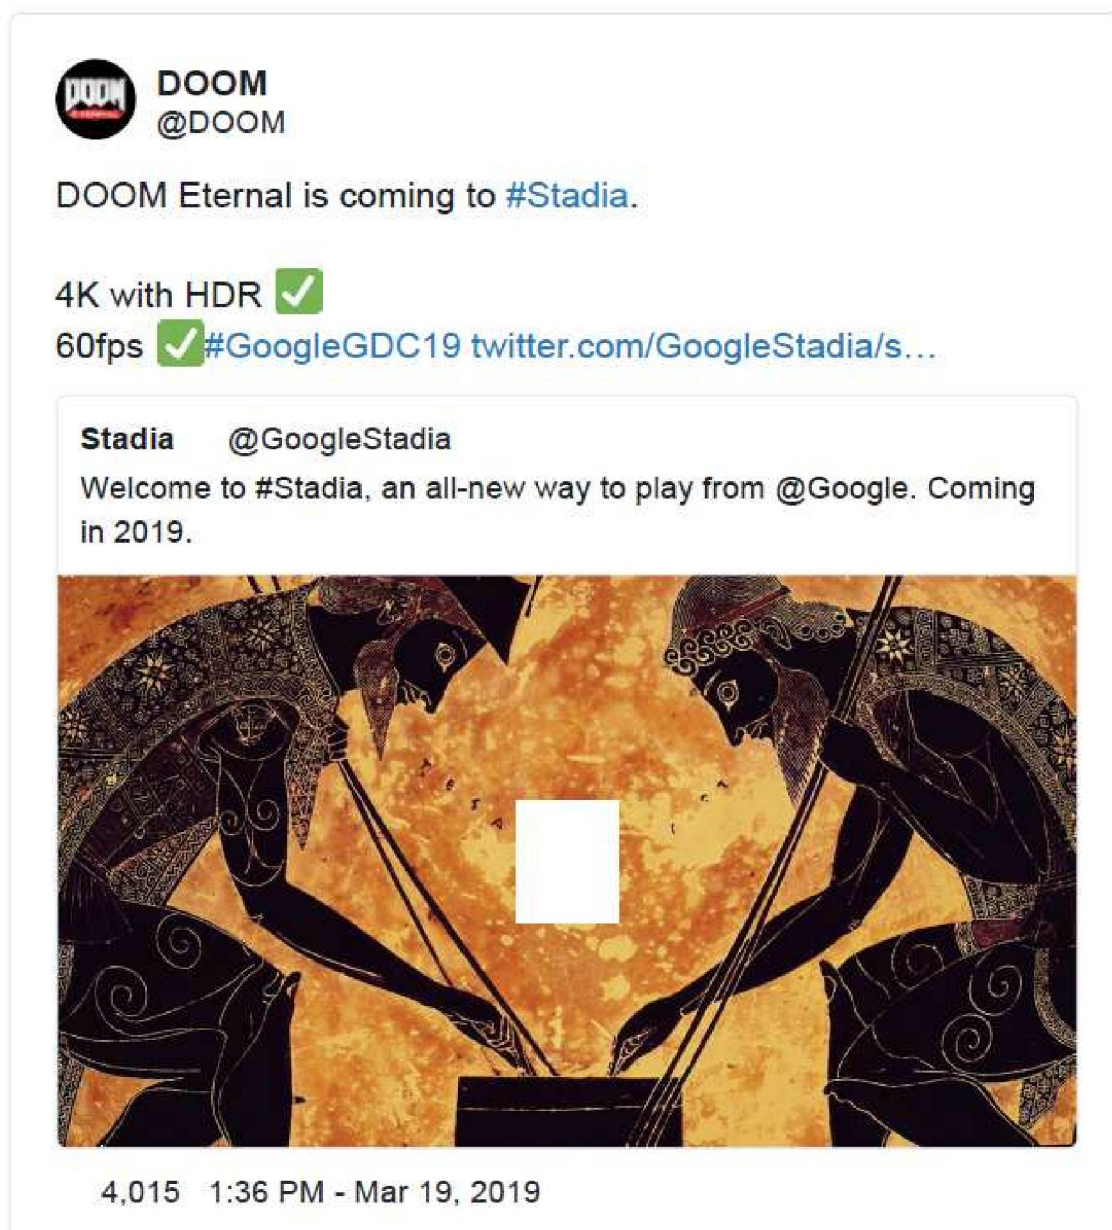 DOOM
DOOM
@DOOM
DOOM Eternal is coming to #Stadia.
4K with HDR ✅
60fps ✅#GoogleGDC19 twitter.com/GoogleStadia/s…
Stadia @GoogleStadia
Welcome to #Stadia, an all-new way to play from @Google. Coming
in 2019.
4,015 1:36 PM - Mar 19, 2019